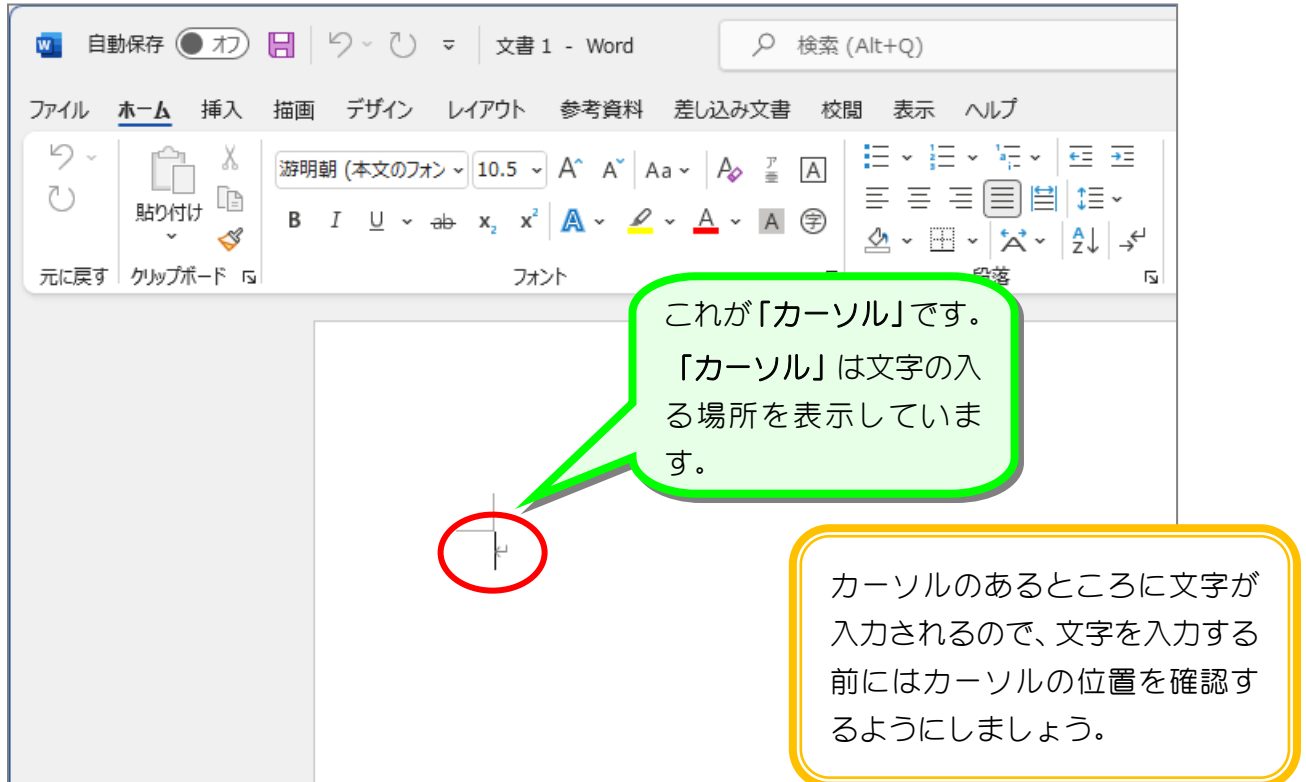 自動保存 オフ 文書 1 - Word 検索 (Alt+Q)
ファイル ホーム 挿入 描画 デザイン レイアウト 参考資料 差し込み文書 校閲 表示 ヘルプ
貼り付け
游明朝 (本文のフォン 10.5 A A Aa A ア亜 A
B I U ab x₂ x² A A A 字
元に戻す クリップボード フォント 段落
これが「カーソル」です。
「カーソル」は文字の入
る場所を表示していま
す。
カーソルのあるところに文字が
入力されるので、文字を入力する
前にはカーソルの位置を確認す
るようにしましょう。